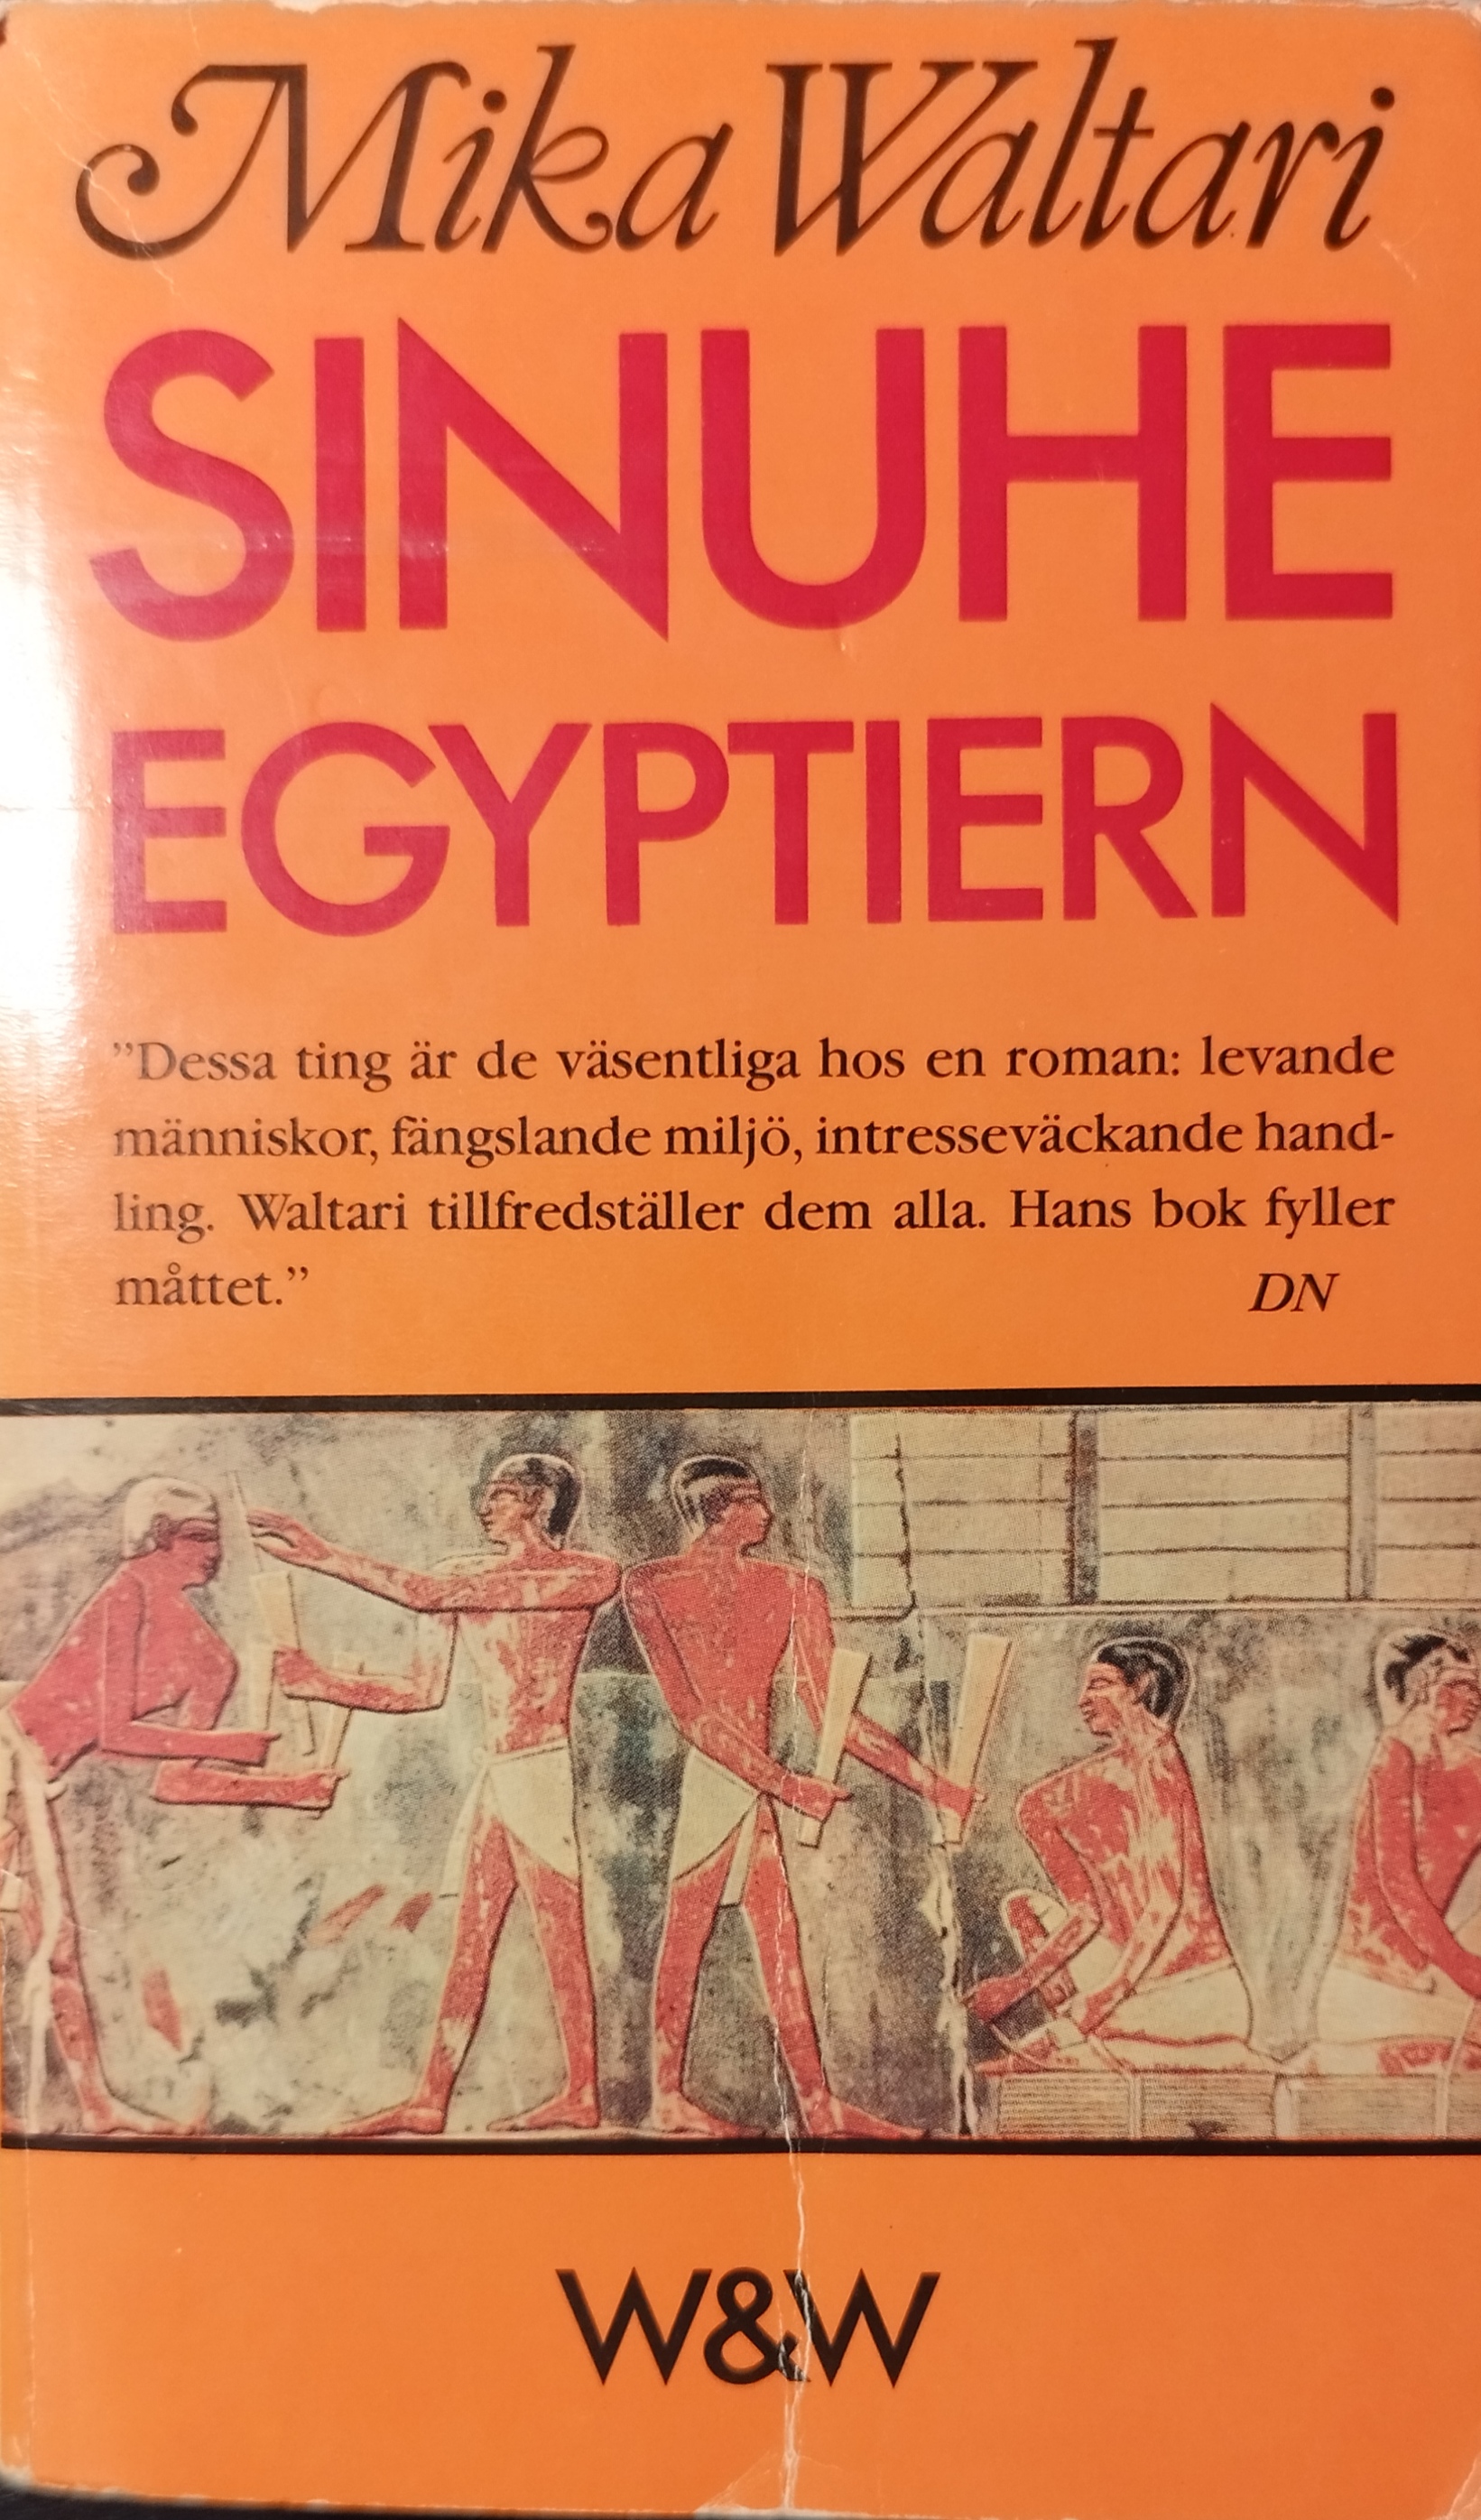 Mika Waltari
SINUHE
EGYPTIERN
”Dessa ting är de väsentliga hos en roman: levande
människor, fängslande miljö, intresseväckande hand-
ling. Waltari tillfredställer dem alla. Hans bok fyller
måttet.” DN
W&W